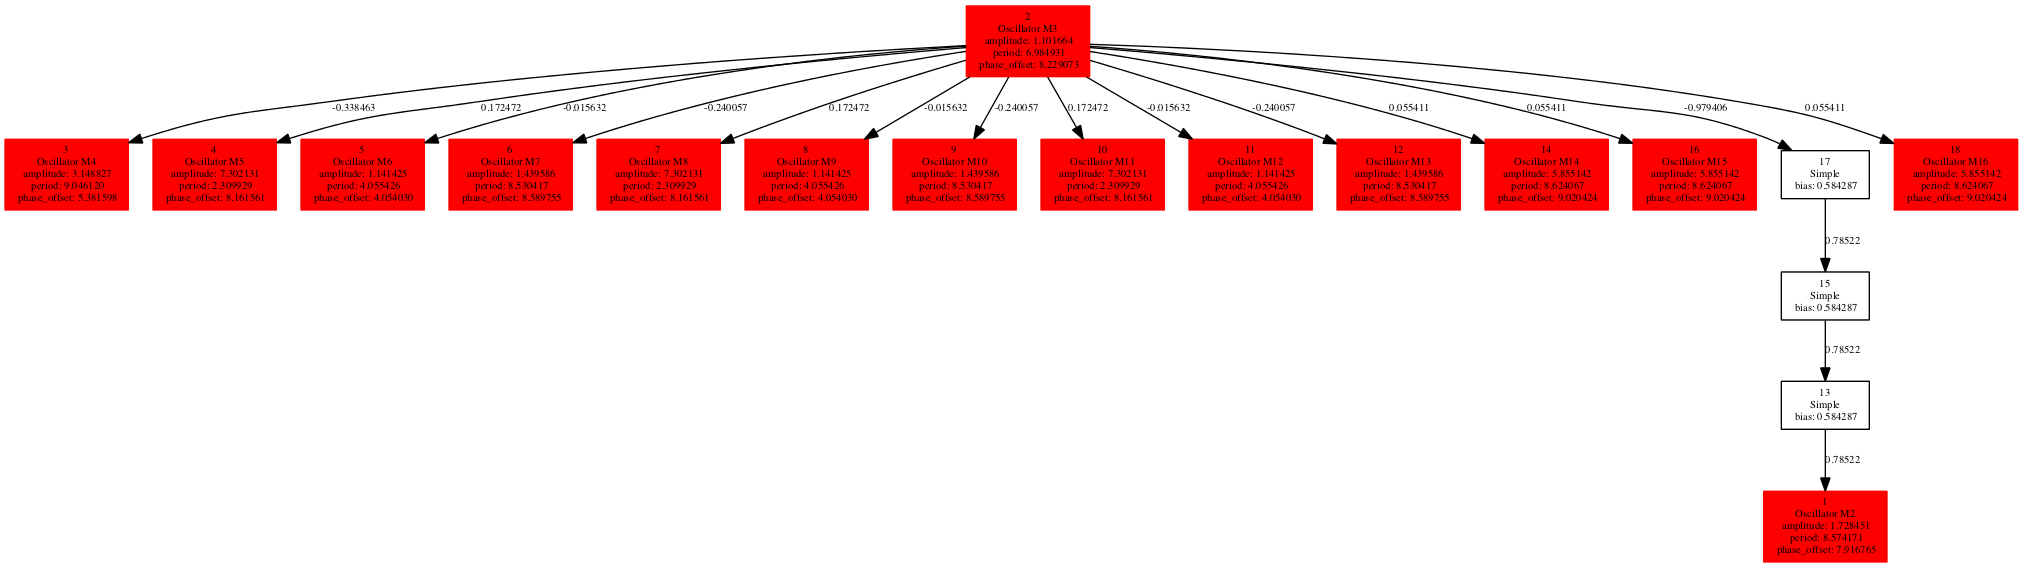 2
Oscillator M3
amplitude: 1.101664
period: 6.984931
phase_offset: 8.229073
-0.338463
0.172472
-0.015632
-0.240057
0.172472
-0.015632
-0.240057
0.172472
-0.015632
-0.240057
0.055411
0.055411
-0.979406
0.055411
3
Oscillator M4
amplitude: 3.148827
period: 9.046120
phase_offset: 5.381598
4
Oscillator M5
amplitude: 7.302131
period: 2.309929
phase_offset: 8.161561
5
Oscillator M6
amplitude: 1.141425
period: 4.055426
phase_offset: 4.054030
6
Oscillator M7
amplitude: 1.439586
period: 8.530417
phase_offset: 8.589755
7
Oscillator M8
amplitude: 7.302131
period: 2.309929
phase_offset: 8.161561
8
Oscillator M9
amplitude: 1.141425
period: 4.055426
phase_offset: 4.054030
9
Oscillator M10
amplitude: 1.439586
period: 8.530417
phase_offset: 8.589755
10
Oscillator M11
amplitude: 7.302131
period: 2.309929
phase_offset: 8.161561
11
Oscillator M12
amplitude: 1.141425
period: 4.055426
phase_offset: 4.054030
12
Oscillator M13
amplitude: 1.439586
period: 8.530417
phase_offset: 8.589755
14
Oscillator M14
amplitude: 5.855142
period: 8.624067
phase_offset: 9.020424
16
Oscillator M15
amplitude: 5.855142
period: 8.624067
phase_offset: 9.020424
17
Simple
bias: 0.584287
18
Oscillator M16
amplitude: 5.855142
period: 8.624067
phase_offset: 9.020424
0.78522
15
Simple
bias: 0.584287
0.78522
13
Simple
bias: 0.584287
0.78522
1
Oscillator M2
amplitude: 1.728451
period: 8.574171
phase_offset: 7.916765